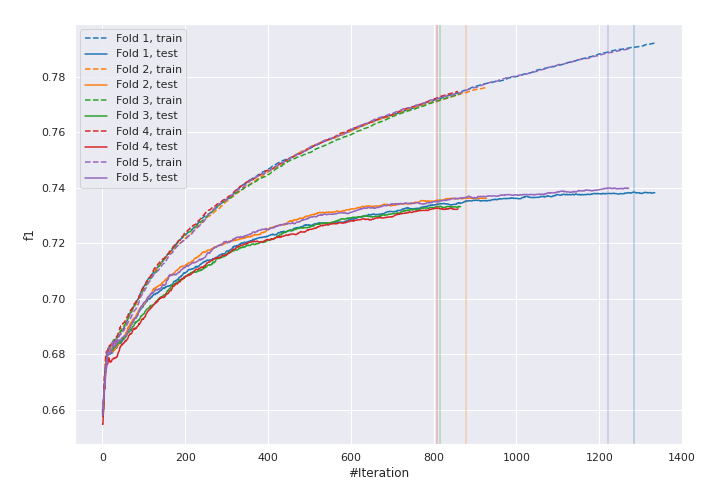 Fold 1, train
Fold 1, test
Fold 2, train
Fold 2, test
Fold 3, train
Fold 3, test
Fold 4, train
Fold 4, test
Fold 5, train
Fold 5, test
0.78
0.76
0.74
0.72
0.70
0.68
0.66
f1
0 200 400 600 800 1000 1200 1400
#Iteration